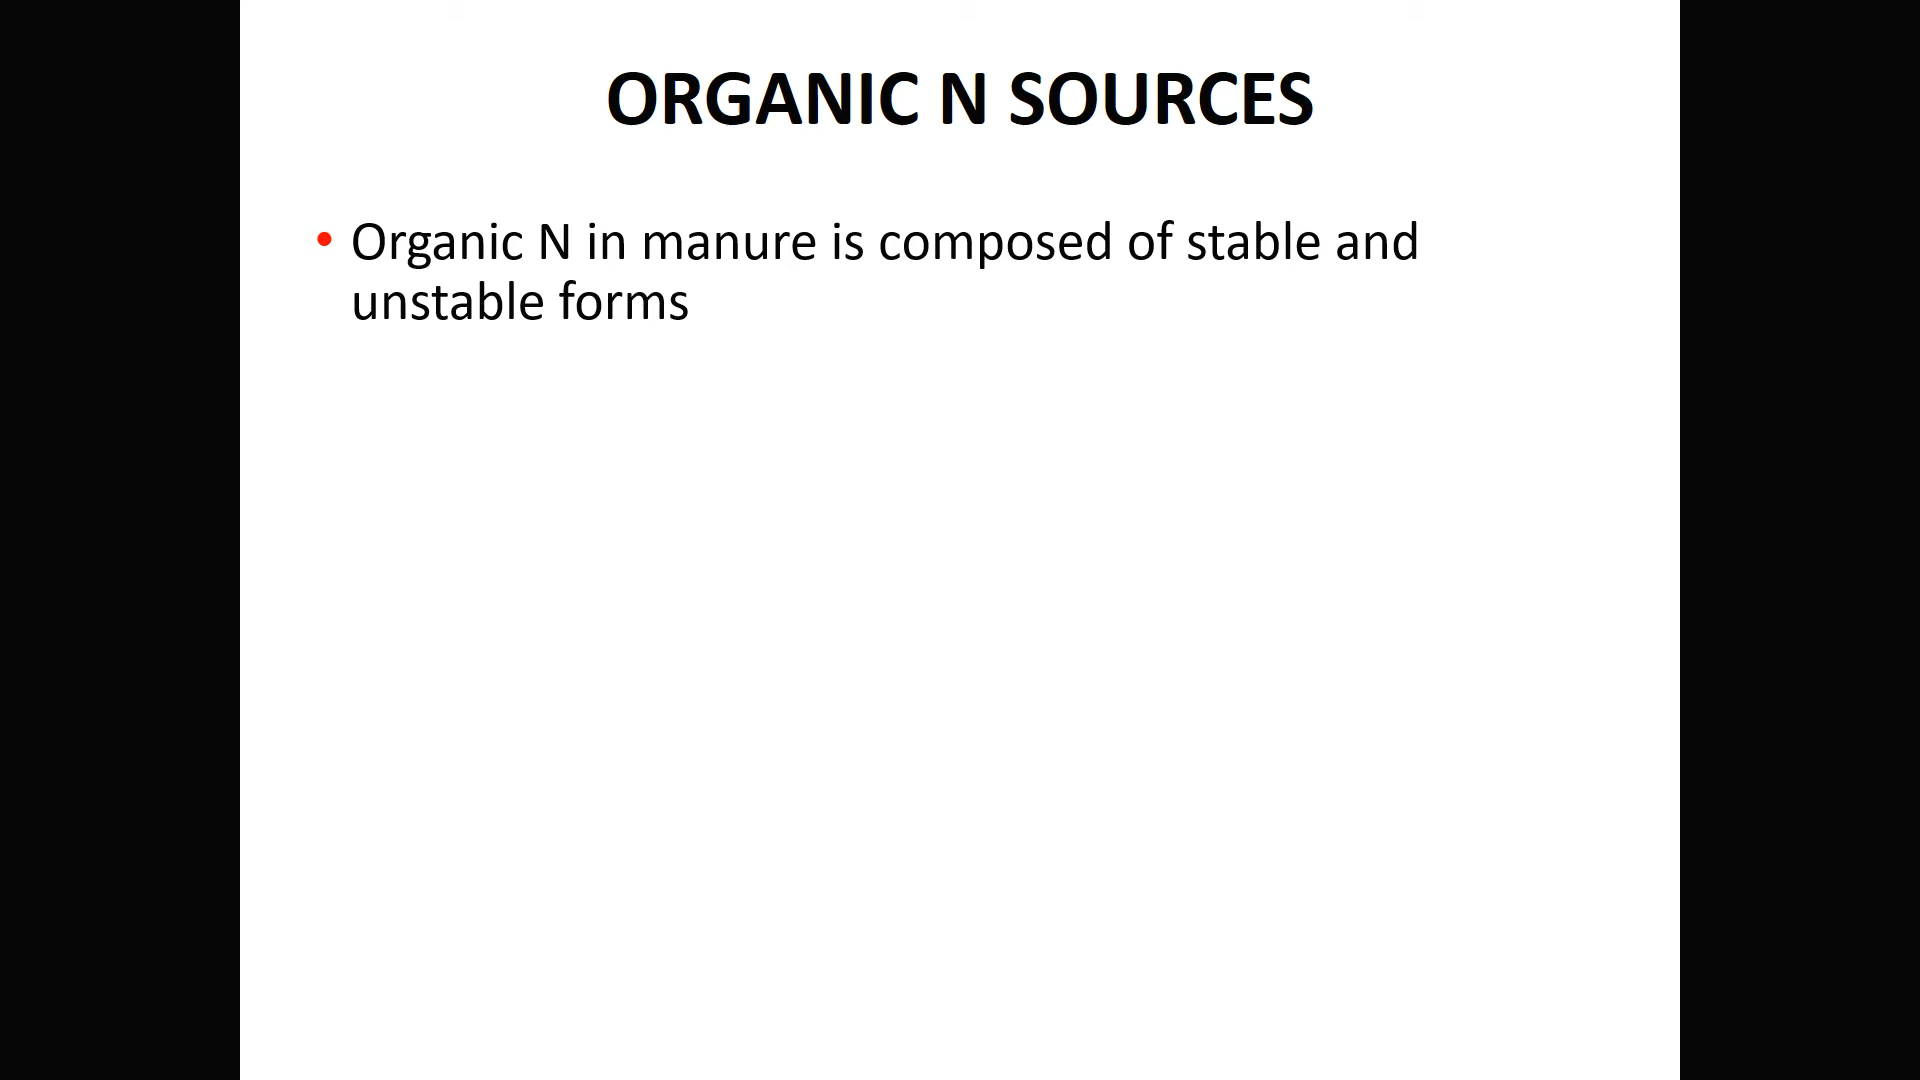 ORGANIC N SOURCES
• Organic N in manure is composed of stable and
unstable forms